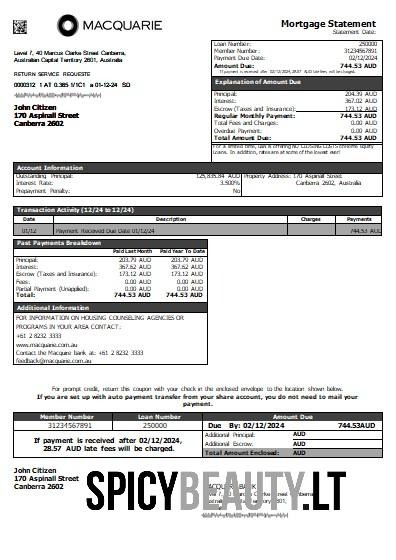 MACQUARIE
Mortgage Statement
Statement Date:
Level 7, 40 Marcus Clarke Street Canberra,
Australian Capital Territory 2601, Australia
RETURN SERVICE REQUESTE
0000312 1 AT 0.365 V1C1 a 01-12-24 SD
John Citizen
170 Aspinall Street
Canberra 2602
Loan Number: 250000
Member Number: 31234567891
Payment Due Date: 02/12/2024
Amount Due: 744.53 AUD
If payment is received after 02/12/2024, 28.57 AUD late fees will be charged.
Explanation of Amount Due
Principal: 204.39 AUD
Interest: 367.02 AUD
Escrow (Taxes and Insurance): 173.12 AUD
Regular Monthly Payment: 744.53 AUD
Total Fees and Charges: 0.00 AUD
Overdue Payment: 0.00 AUD
Total Amount Due: 744.53 AUD
For a limited time, USB is offering NO CLOSING COSTS on Home Equity
Loans. In addition, rates are at some of the lowest ever!
Account Information
Outstanding Principal: 125,835.84 AUD
Interest Rate: 3.500%
Prepayment Penalty: No
Property Address: 170 Aspinall Street
Canberra 2602, Australia
Transaction Activity (12/24 to 12/24)
Date Description Charges Payments
01/12 Payment Received Due Date 01/12/24 744.53 AUD
Past Payments Breakdown
Paid Last Month Paid Year To Date
Principal: 203.79 AUD 203.79 AUD
Interest: 367.62 AUD 367.62 AUD
Escrow (Taxes and Insurance): 173.12 AUD 173.12 AUD
Fees: 0.00 AUD 0.00 AUD
Partial Payment (Unapplied): 0.00 AUD 0.00 AUD
Total: 744.53 AUD 744.53 AUD
Additional Information
FOR INFORMATION ON HOUSING COUNSELING AGENCIES OR
PROGRAMS IN YOUR AREA CONTACT:
+61 2 8232 3333
www.macquarie.com.au
Contact the Macquarie bank at: +61 2 8232 3333
feedback@macquarie.com.au
For prompt credit, return this coupon with your check in the enclosed envelope to the location shown below.
If you are set up with auto payment transfer from your share account, you do not need to mail your
payment.
Member Number Loan Number Amount Due
31234567891 250000 Due By: 02/12/2024 744.53AUD
If payment is received after 02/12/2024,
28.57 AUD late fees will be charged.
Additional Principal: AUD
Additional Escrow: AUD
Total Amount Enclosed: AUD
John Citizen
170 Aspinall Street
Canberra 2602
MACQUARIE BANK
SPICYBEAUTY.LT